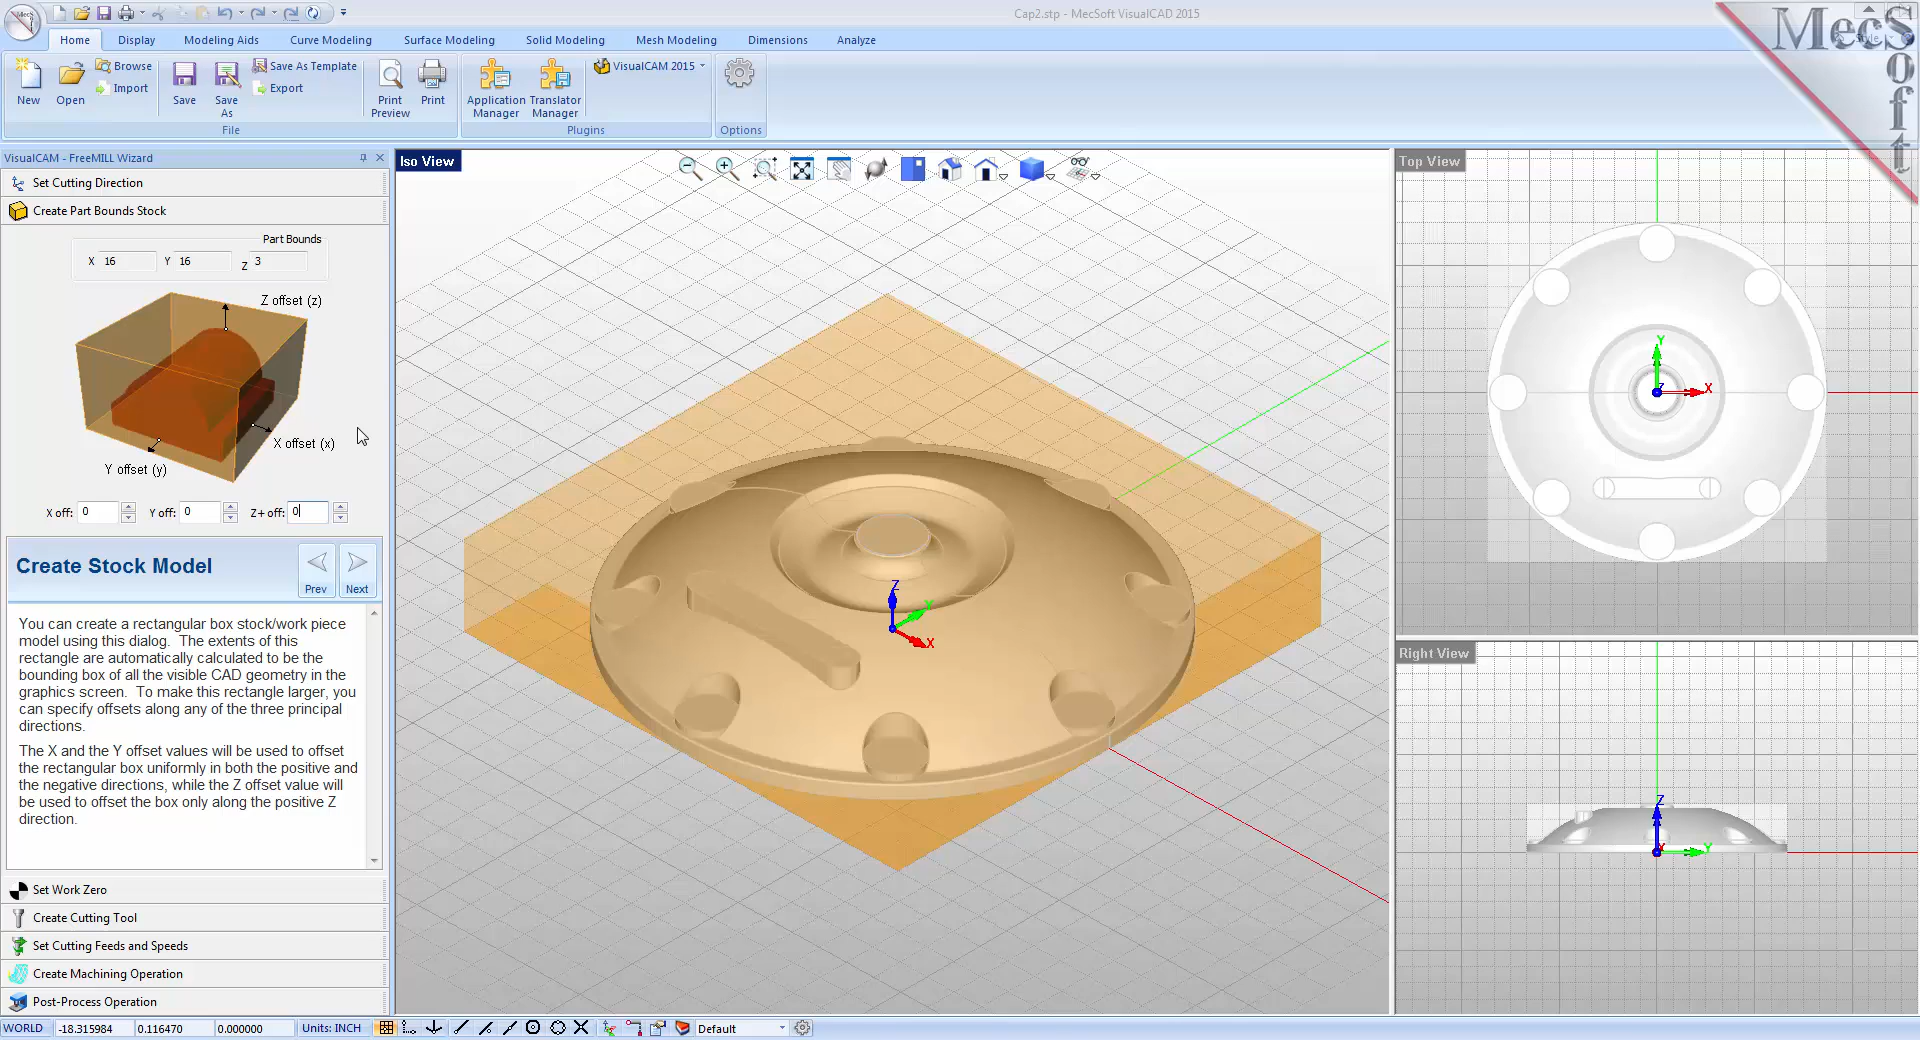 Cap2.stp - MecSoft VisualCAD 2015
MecSoft
Home Display Modeling Aids Curve Modeling Surface Modeling Solid Modeling Mesh Modeling Dimensions Analyze
New
Open
Browse
Import
Save
Save As
Save As Template
Export
Print Preview
Print
File
Application Manager
Translator Manager
VisualCAM 2015
Plugins
Options
VisualCAM - FreeMILL Wizard
Set Cutting Direction
Create Part Bounds Stock
Part Bounds
X 16 Y 16 Z 3
Z offset (z)
X offset (x)
Y offset (y)
X off: 0 Y off: 0 Z+ off: 0
Create Stock Model
Prev Next
You can create a rectangular box stock/work piece
model using this dialog. The extents of this
rectangle are automatically calculated to be the
bounding box of all the visible CAD geometry in the
graphics screen. To make this rectangle larger, you
can specify offsets along any of the three principal
directions.
The X and the Y offset values will be used to offset
the rectangular box uniformly in both the positive and
the negative directions, while the Z offset value will
be used to offset the box only along the positive Z
direction.
Set Work Zero
Create Cutting Tool
Set Cutting Feeds and Speeds
Create Machining Operation
Post-Process Operation
Iso View
Z
Y
X
Top View
Y
Z
X
Right View
Z
X
Y
WORLD -18.315984 0.116470 0.000000 Units: INCH Default